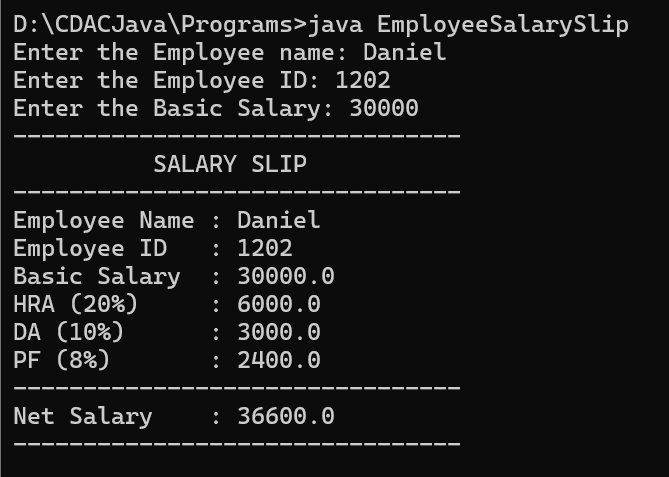 D:\CDACJava\Programs>java EmployeeSalarySlip
Enter the Employee name: Daniel
Enter the Employee ID: 1202
Enter the Basic Salary: 30000
--------------------------------
          SALARY SLIP
--------------------------------
Employee Name : Daniel
Employee ID   : 1202
Basic Salary  : 30000.0
HRA (20%)     : 6000.0
DA (10%)      : 3000.0
PF (8%)       : 2400.0
--------------------------------
Net Salary    : 36600.0
--------------------------------